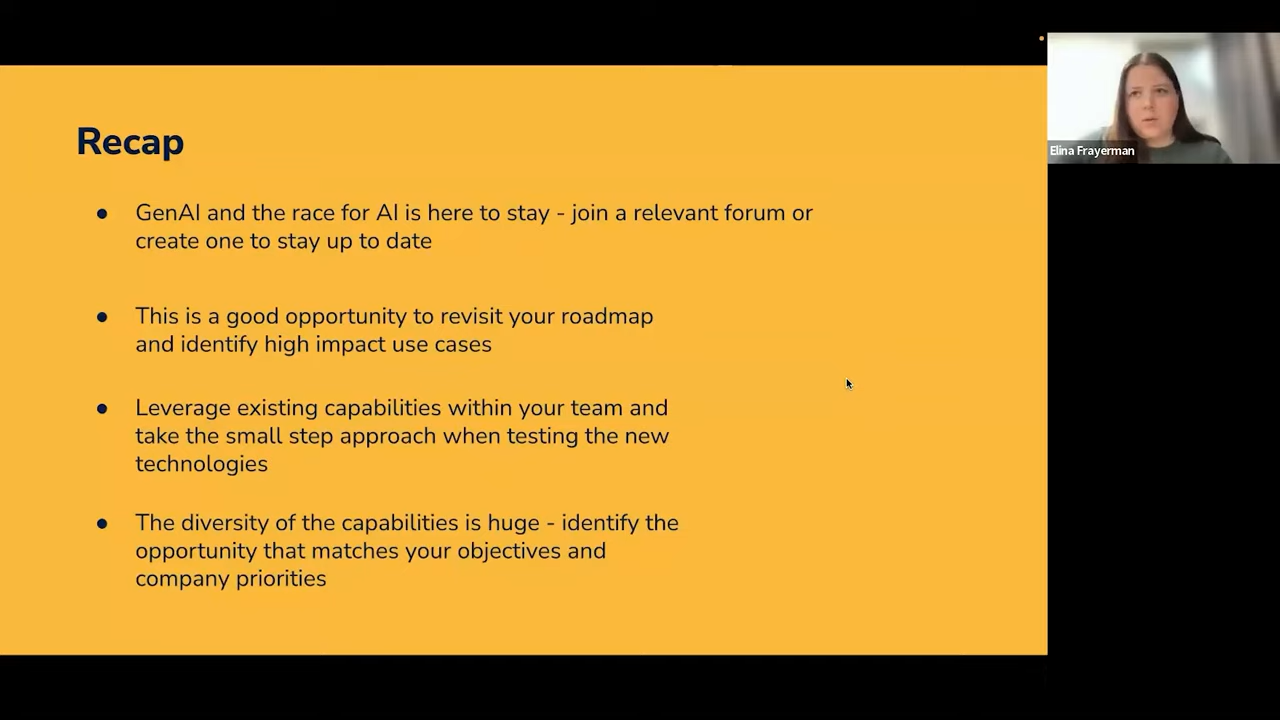 Recap
● GenAI and the race for AI is here to stay - join a relevant forum or
create one to stay up to date
● This is a good opportunity to revisit your roadmap
and identify high impact use cases
● Leverage existing capabilities within your team and
take the small step approach when testing the new
technologies
● The diversity of the capabilities is huge - identify the
opportunity that matches your objectives and
company priorities
Elina Frayerman